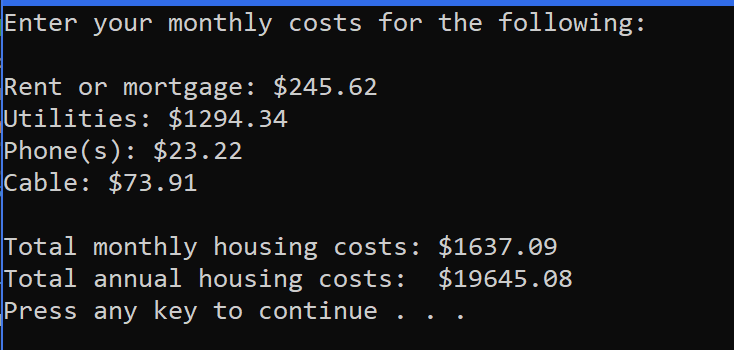 Enter your monthly costs for the following:
Rent or mortgage: $245.62
Utilities: $1294.34
Phone(s): $23.22
Cable: $73.91
Total monthly housing costs: $1637.09
Total annual housing costs:  $19645.08
Press any key to continue . . .